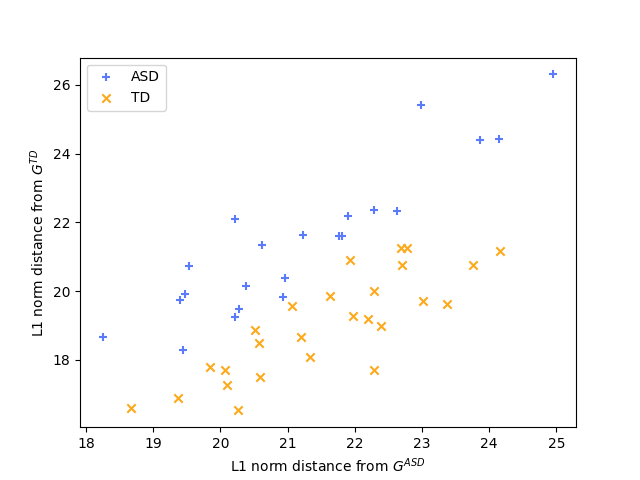 ASD
TD
26
24
22
20
18
L1 norm distance from G^{TD}
18 19 20 21 22 23 24 25
L1 norm distance from G^{ASD}